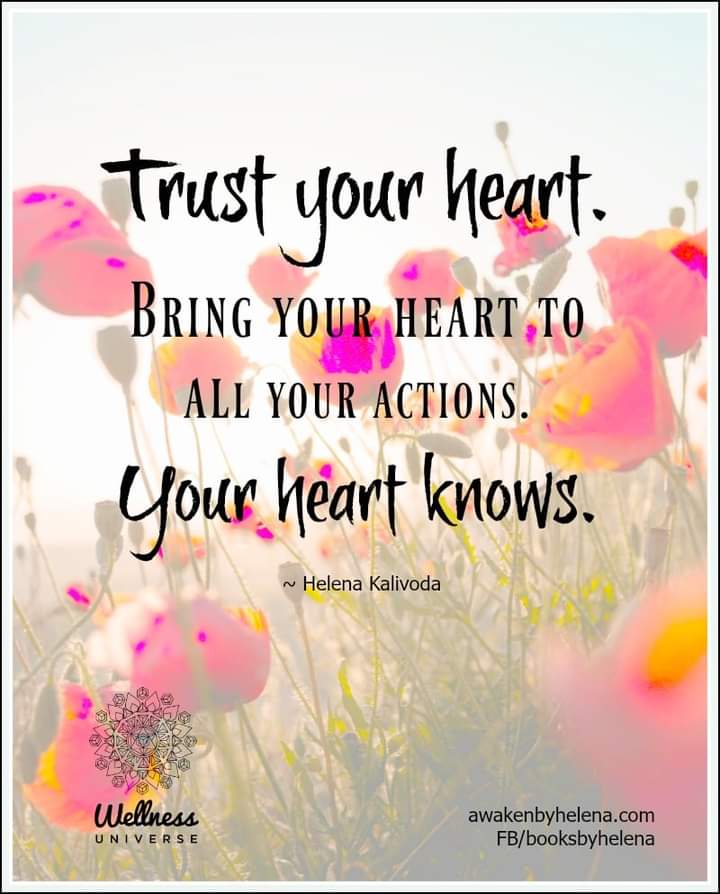 Trust your heart.
BRING YOUR HEART TO
ALL YOUR ACTIONS.
Your heart knows.
~ Helena Kalivoda
Wellness
UNIVERSE
awakenbyhelena.com
FB/booksbyhelena